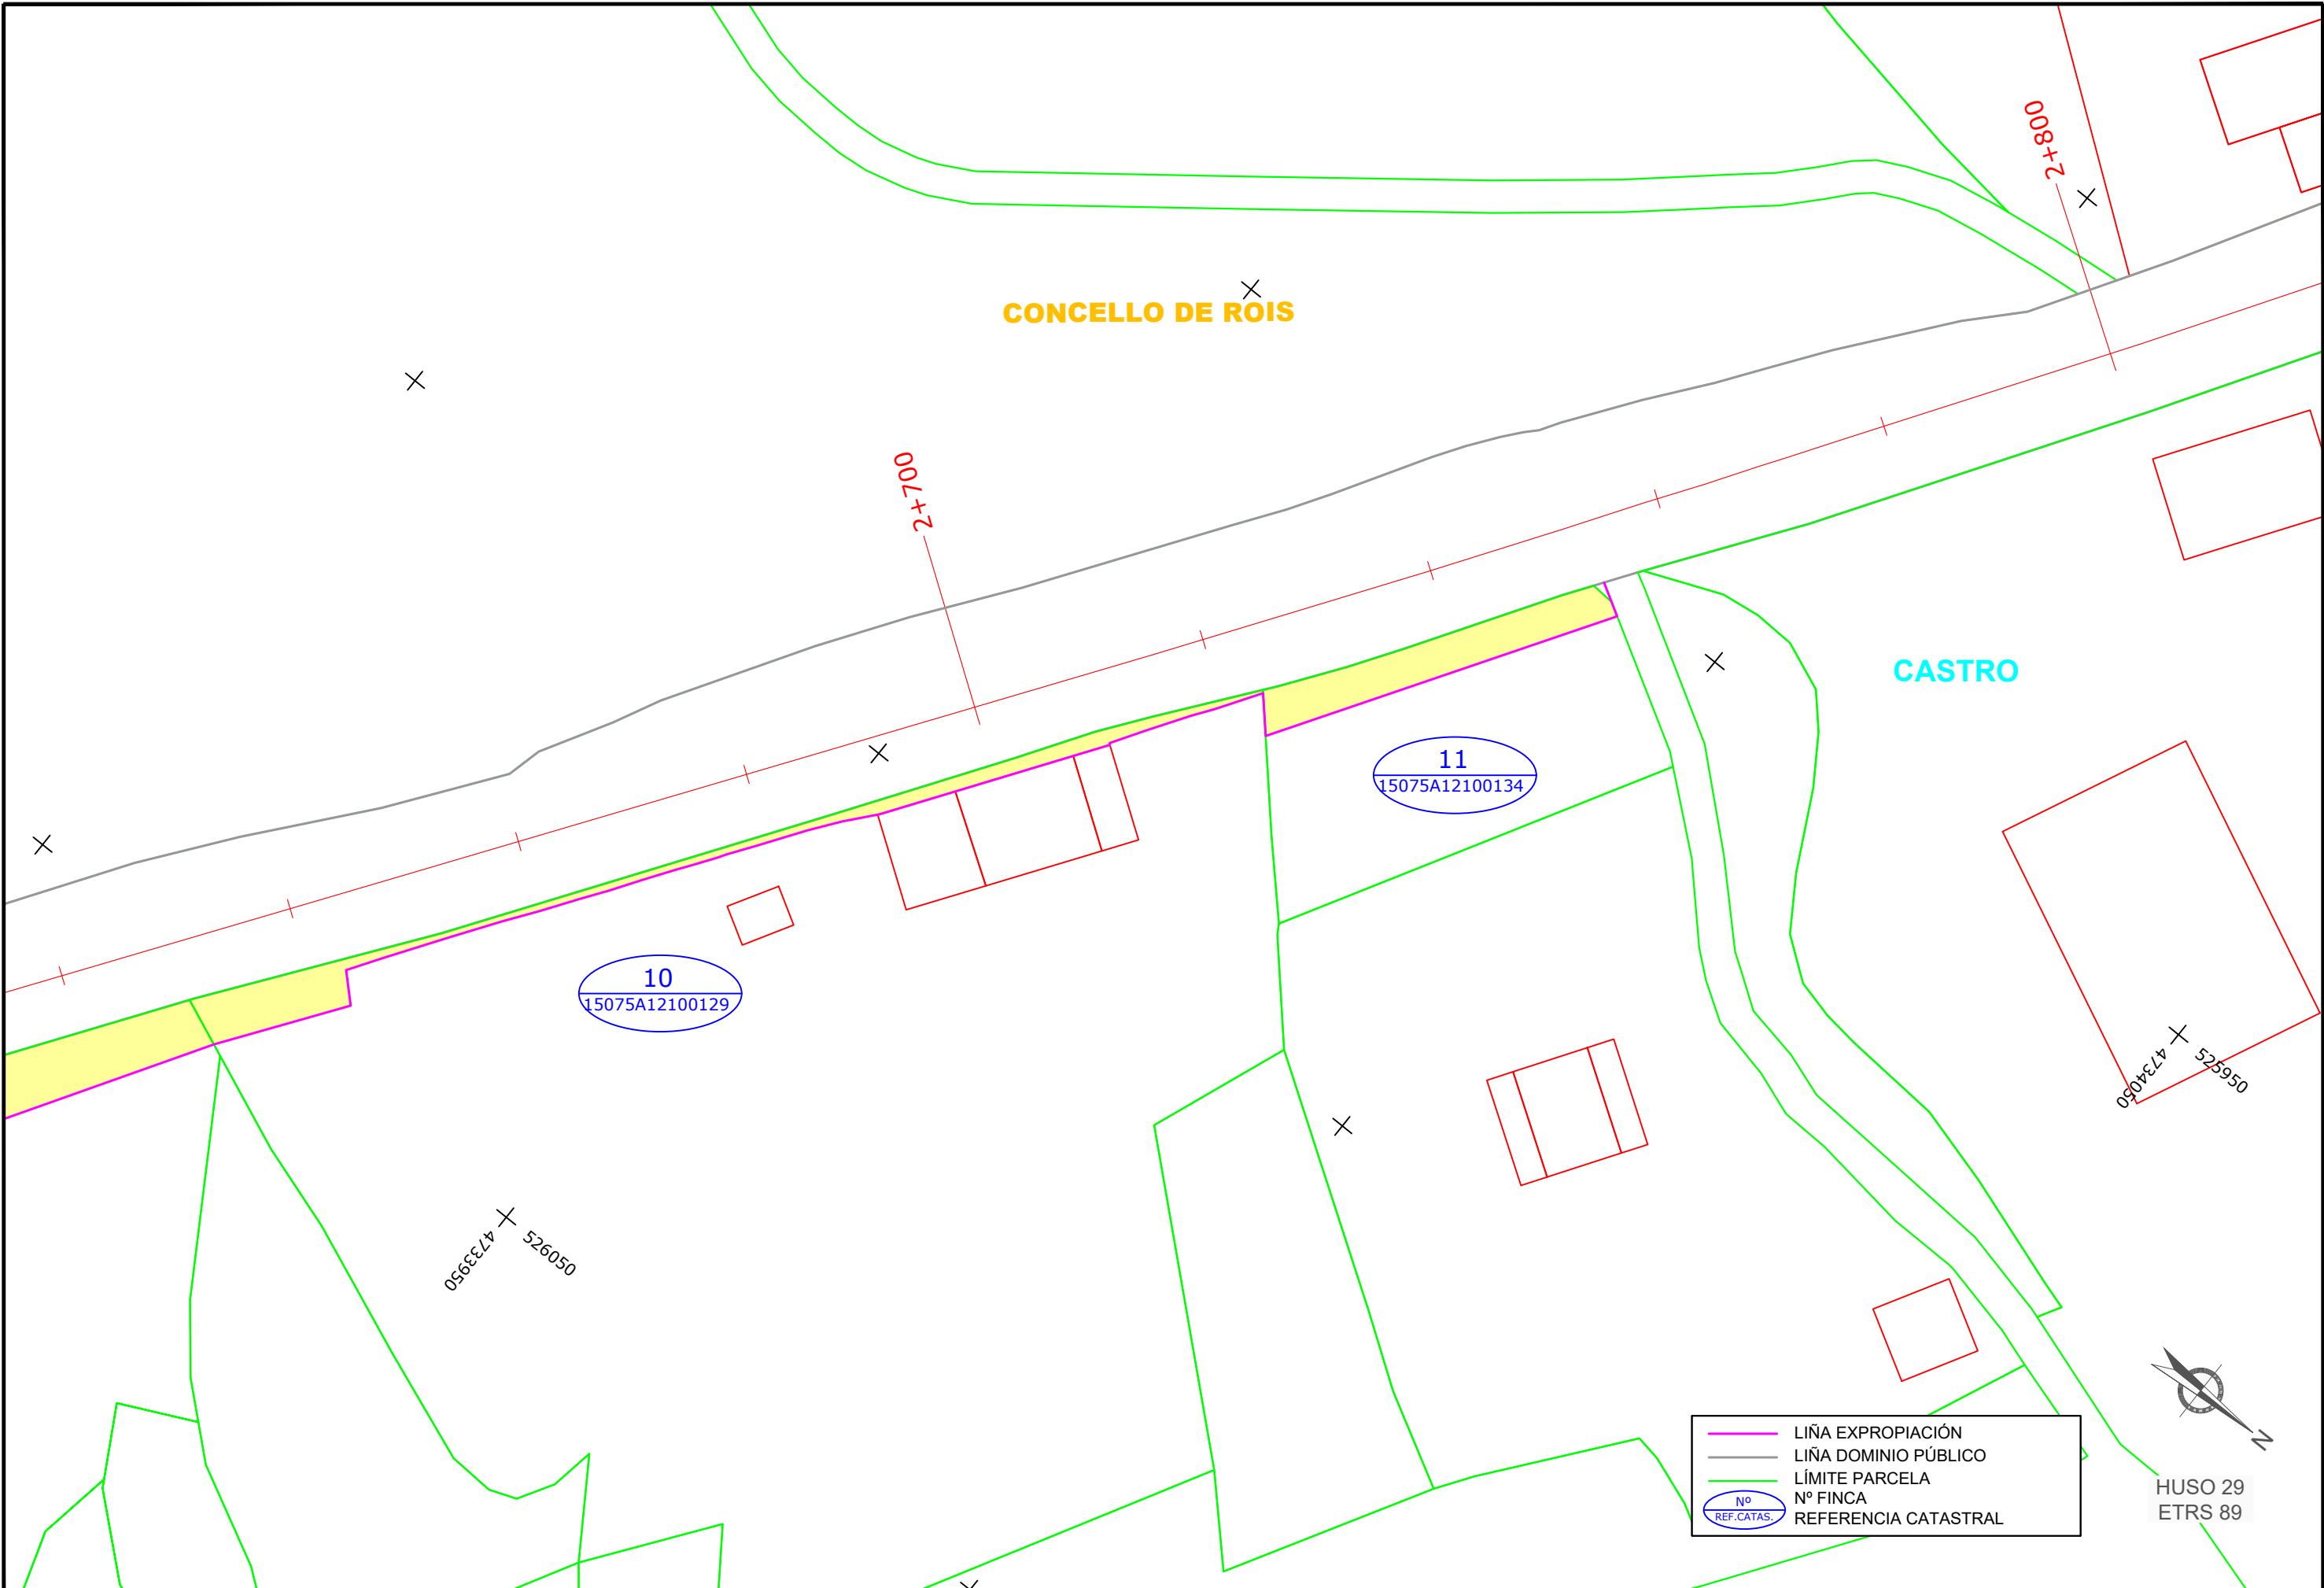 2+800
CONCELLO DE ROIS
2+700
CASTRO
11
15075A12100134
10
15075A12100129
4734050
525950
4733950
526050
LIÑA EXPROPIACIÓN
LIÑA DOMINIO PÚBLICO
LÍMITE PARCELA
Nº
REF.CATAS.
Nº FINCA
REFERENCIA CATASTRAL
N
HUSO 29
ETRS 89